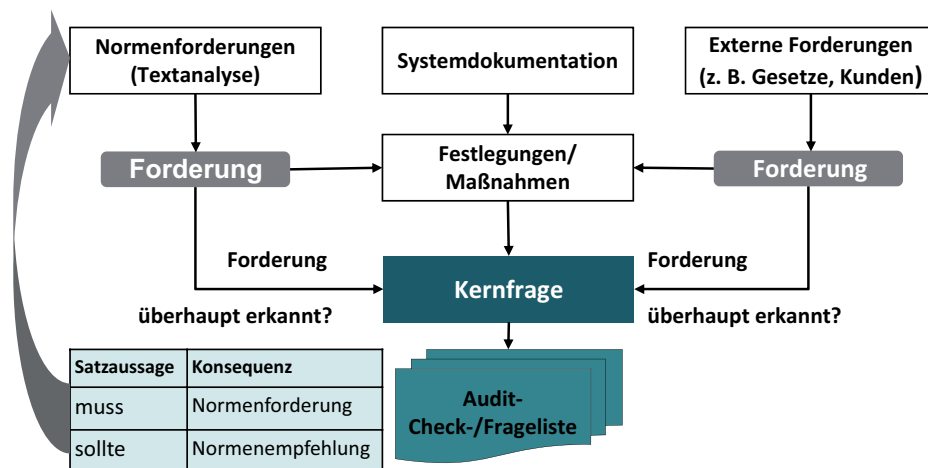 Normenforderungen
(Textanalyse)
Systemdokumentation
Externe Forderungen
(z. B. Gesetze, Kunden)
Forderung
Festlegungen/
Maßnahmen
Forderung
Forderung
überhaupt erkannt?
Kernfrage
Forderung
überhaupt erkannt?
Satzaussage Konsequenz
muss Normenforderung
sollte Normenempfehlung
Audit-
Check-/Frageliste